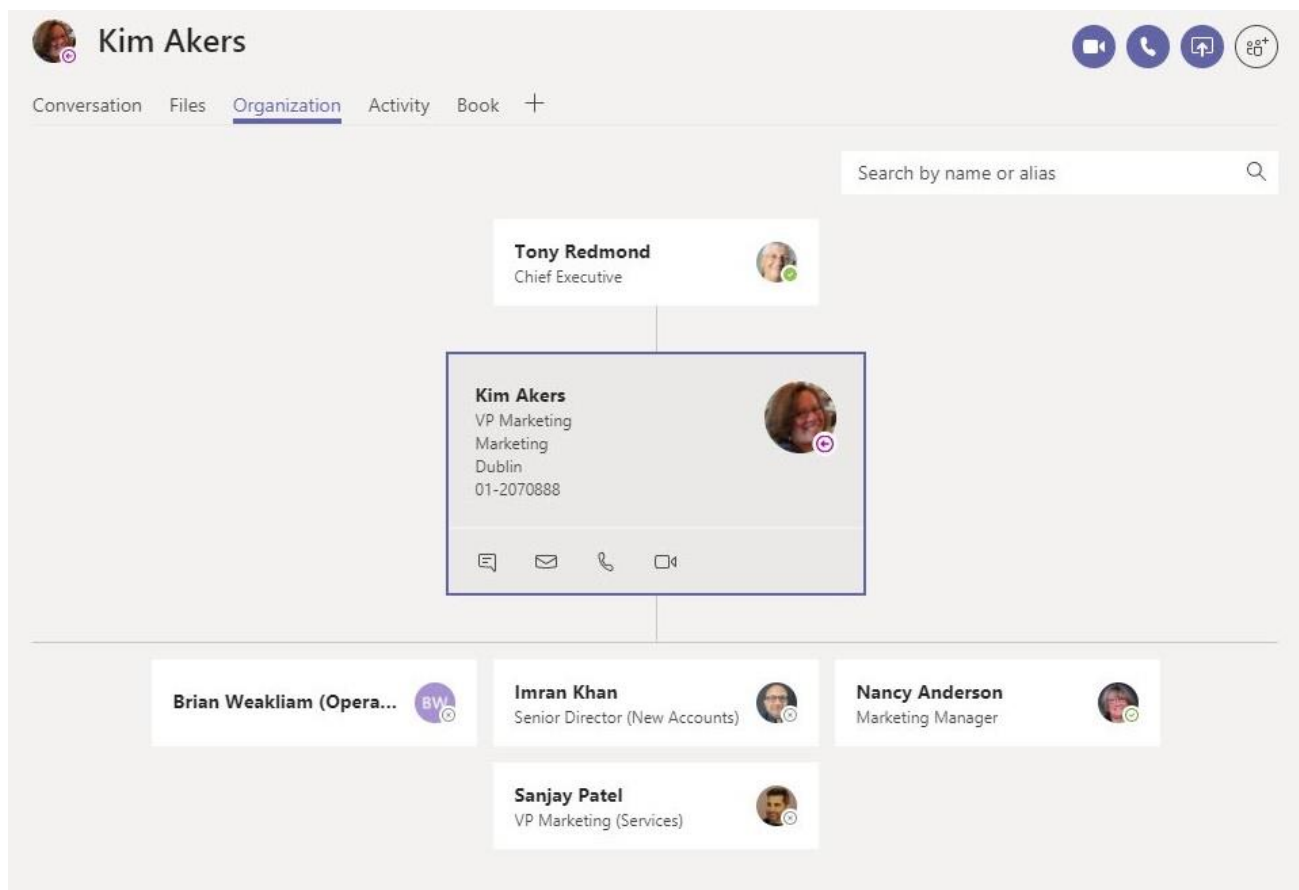 Kim Akers
Conversation Files Organization Activity Book
Search by name or alias
Tony Redmond
Chief Executive
Kim Akers
VP Marketing
Marketing
Dublin
01-2070888
Brian Weakliam (Opera... BW
Imran Khan
Senior Director (New Accounts)
Nancy Anderson
Marketing Manager
Sanjay Patel
VP Marketing (Services)